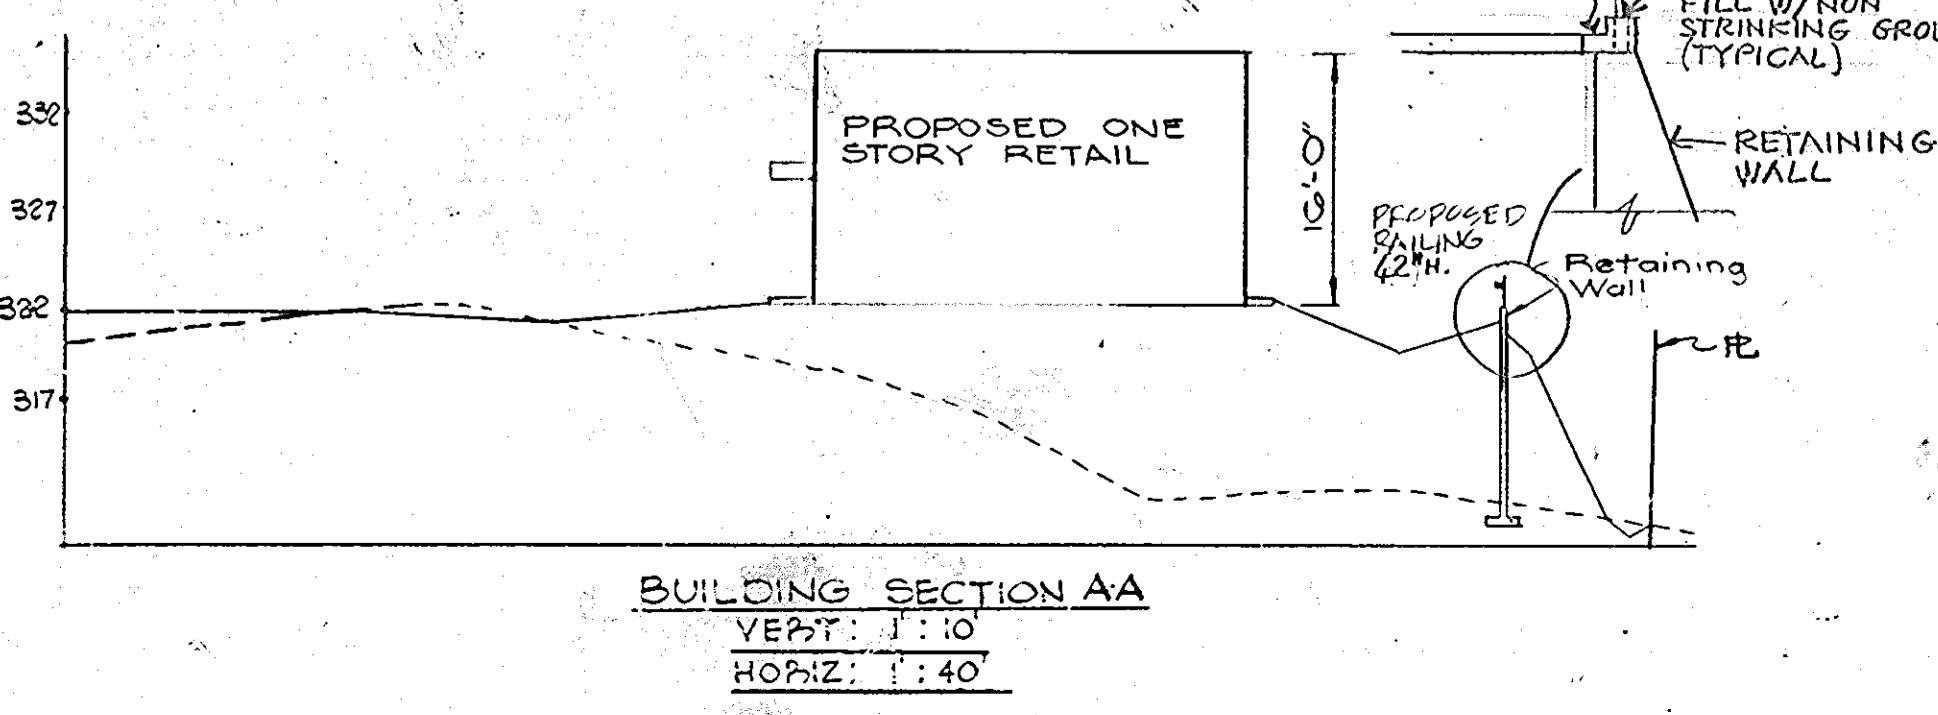 FILL W/NON
STRINKING GROU
(TYPICAL)
332
PROPOSED ONE
STORY RETAIL
RETAINING
WALL
327
16'-0"
PROPOSED
RAILING
42"H.
Retaining
Wall
322
PL
317
BUILDING SECTION A-A
VERT: 1":10'
HORIZ: 1":40'